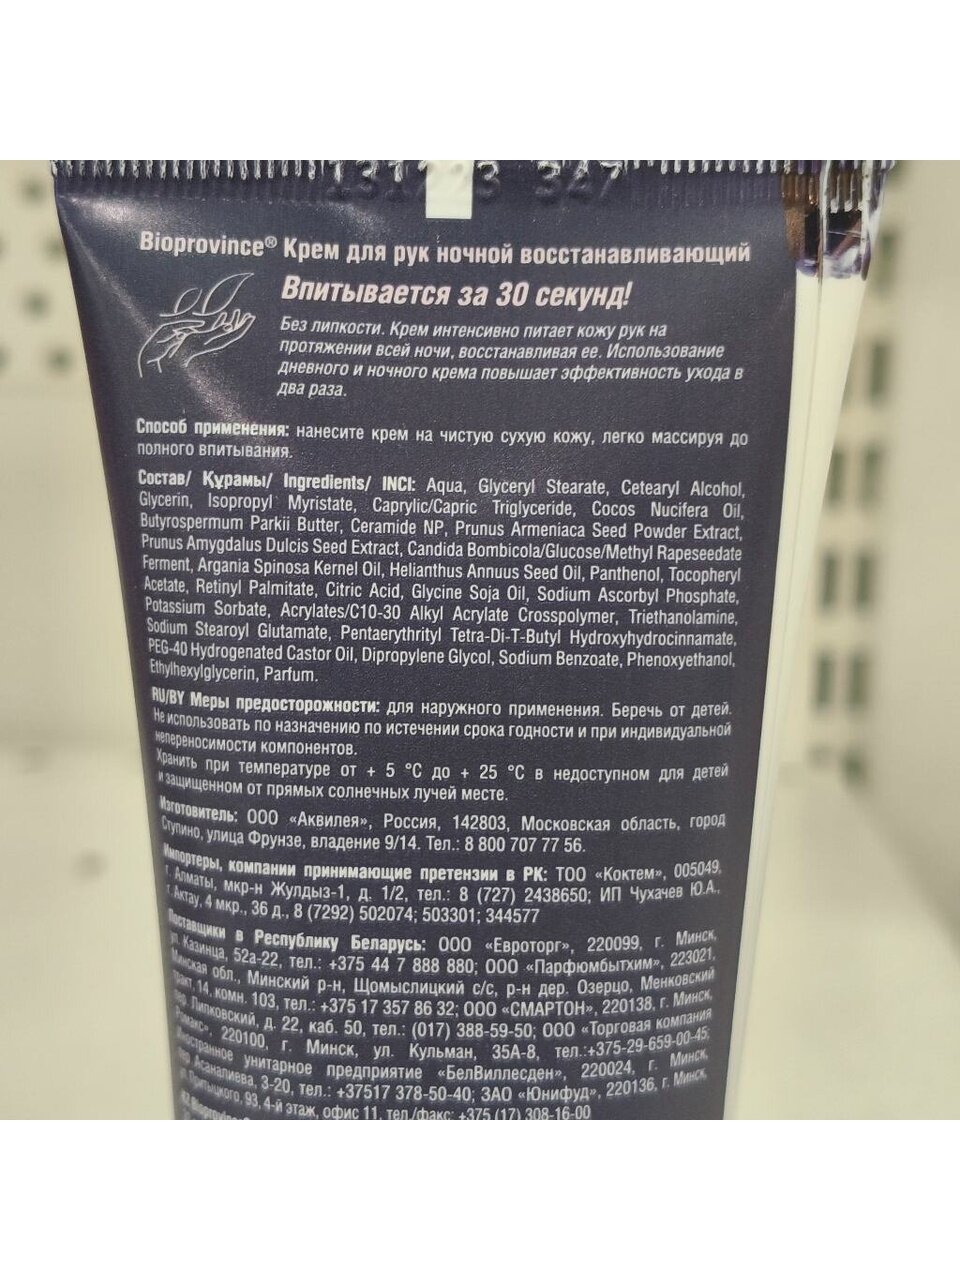 131223 347
Bioprovince® Крем для рук ночной восстанавливающий
Впитывается за 30 секунд!
Без липкости. Крем интенсивно питает кожу рук на
протяжении всей ночи, восстанавливая ее. Использование
дневного и ночного крема повышает эффективность ухода в
два раза.
Способ применения: нанесите крем на чистую сухую кожу, легко массируя до
полного впитывания.
Состав/ Құрамы/ Ingredients/ INCI: Aqua, Glyceryl Stearate, Cetearyl Alcohol,
Glycerin, Isopropyl Myristate, Caprylic/Capric Triglyceride, Cocos Nucifera Oil,
Butyrospermum Parkii Butter, Ceramide NP, Prunus Armeniaca Seed Powder Extract,
Prunus Amygdalus Dulcis Seed Extract, Candida Bombicola/Glucose/Methyl Rapeseedate
Ferment, Argania Spinosa Kernel Oil, Helianthus Annuus Seed Oil, Panthenol, Tocopheryl
Acetate, Retinyl Palmitate, Citric Acid, Glycine Soja Oil, Sodium Ascorbyl Phosphate,
Potassium Sorbate, Acrylates/C10-30 Alkyl Acrylate Crosspolymer, Triethanolamine,
Sodium Stearoyl Glutamate, Pentaerythrityl Tetra-Di-T-Butyl Hydroxyhydrocinnamate,
PEG-40 Hydrogenated Castor Oil, Dipropylene Glycol, Sodium Benzoate, Phenoxyethanol,
Ethylhexylglycerin, Parfum.
RU/BY Меры предосторожности: для наружного применения. Беречь от детей.
Не использовать по назначению по истечении срока годности и при индивидуальной
непереносимости компонентов.
Хранить при температуре от + 5 °C до + 25 °C в недоступном для детей
и защищенном от прямых солнечных лучей месте.
Изготовитель: ООО «Аквилея», Россия, 142803, Московская область, город
Ступино, улица Фрунзе, владение 9/14. Тел.: 8 800 707 77 56.
Импортеры, компании принимающие претензии в РК: ТОО «Коктем», 005049,
г. Алматы, мкр-н Жулдыз-1, д. 1/2, тел.: 8 (727) 2438650; ИП Чухачев Ю.А.,
г. Актау, 4 мкр., 36 д., 8 (7292) 502074; 503301; 344577
Поставщики в Республику Беларусь: ООО «Евроторг», 220099, г. Минск,
ул. Казинца, 52а-22, тел.: +375 44 7 888 880; ООО «Парфюмбытхим», 223021,
Минская обл., Минский р-н, Щомыслицкий с/с, р-н дер. Озерцо, Менковский
тракт, 14, комн. 103, тел.: +375 17 357 86 32; ООО «СМАРТОН», 220138, г. Минск,
пер. Липковский, д. 22, каб. 50, тел.: (017) 388-59-50; ООО «Торговая компания
Ромакс», 220100, г. Минск, ул. Кульман, 35А-8, тел.:+375-29-659-00-45;
Иностранное унитарное предприятие «БелВиллесден», 220024, г. Минск,
пер. Асаналиева, 3-20, тел.: +37517 378-50-40; ЗАО «Юнифуд», 220136, г. Минск,
ул. Притыцкого, 93, 4-й этаж, офис 11, тел./факс: +375 (17) 308-16-00